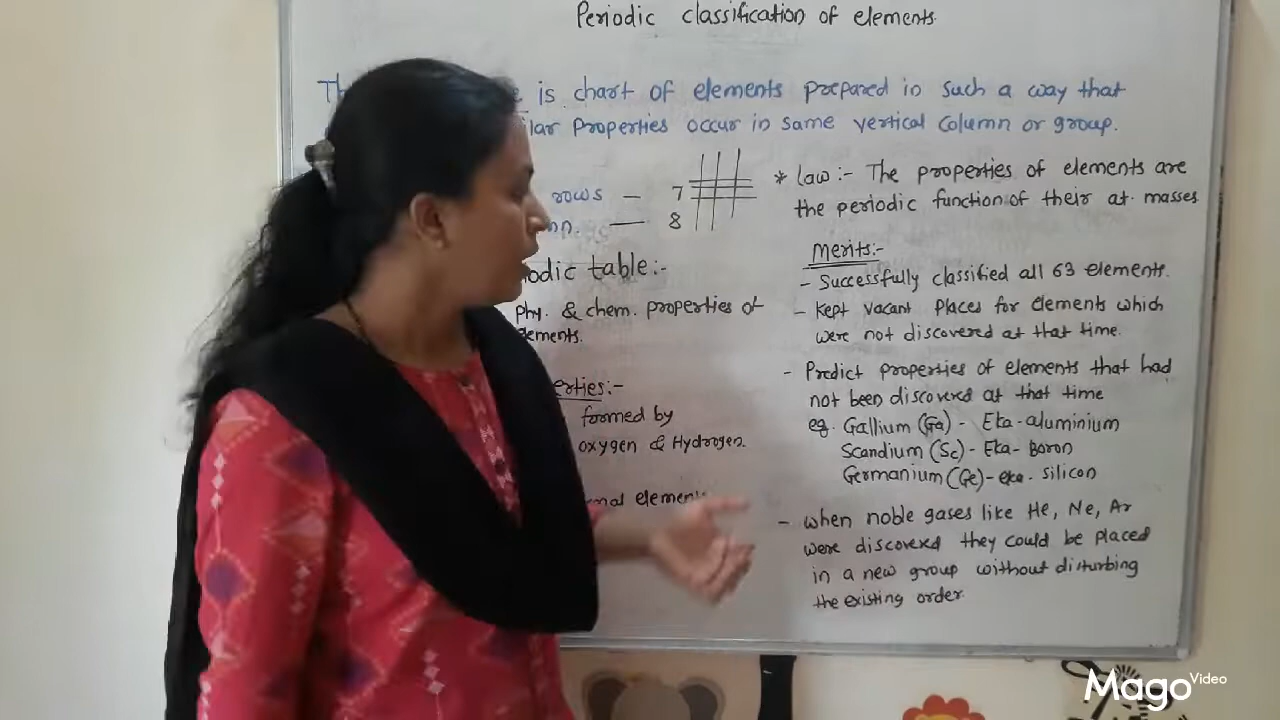 Periodic classification of elements
is chart of elements prepared in such a way that
Properties occur in same vertical column or group.
rows — 7
— 8
table:-
phy. & chem. properties of
formed by
oxygen & Hydrogen.
elements
* law:- The properties of elements are
the periodic function of their at. masses
Merits:-
- Successfully classified all 63 elements.
- Kept vacant places for elements which
were not discovered at that time.
- Predict properties of elements that had
not been discovered at that time
eg. Gallium (Ga) - Eka-aluminium
Scandium (Sc) - Eka-Boron
Germanium (Ge) - eka-silicon
- when noble gases like He, Ne, Ar
were discovered they could be placed
in a new group without disturbing
the existing order.
Mago Video